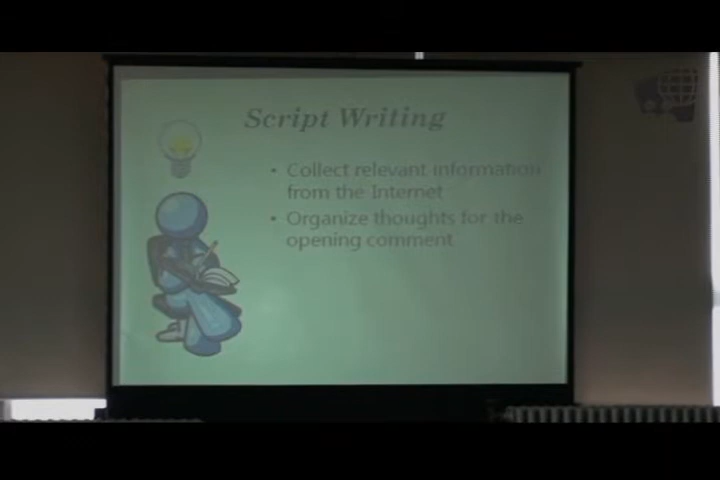 Script Writing
• Collect relevant information
from the Internet
• Organize thoughts for the
opening comment